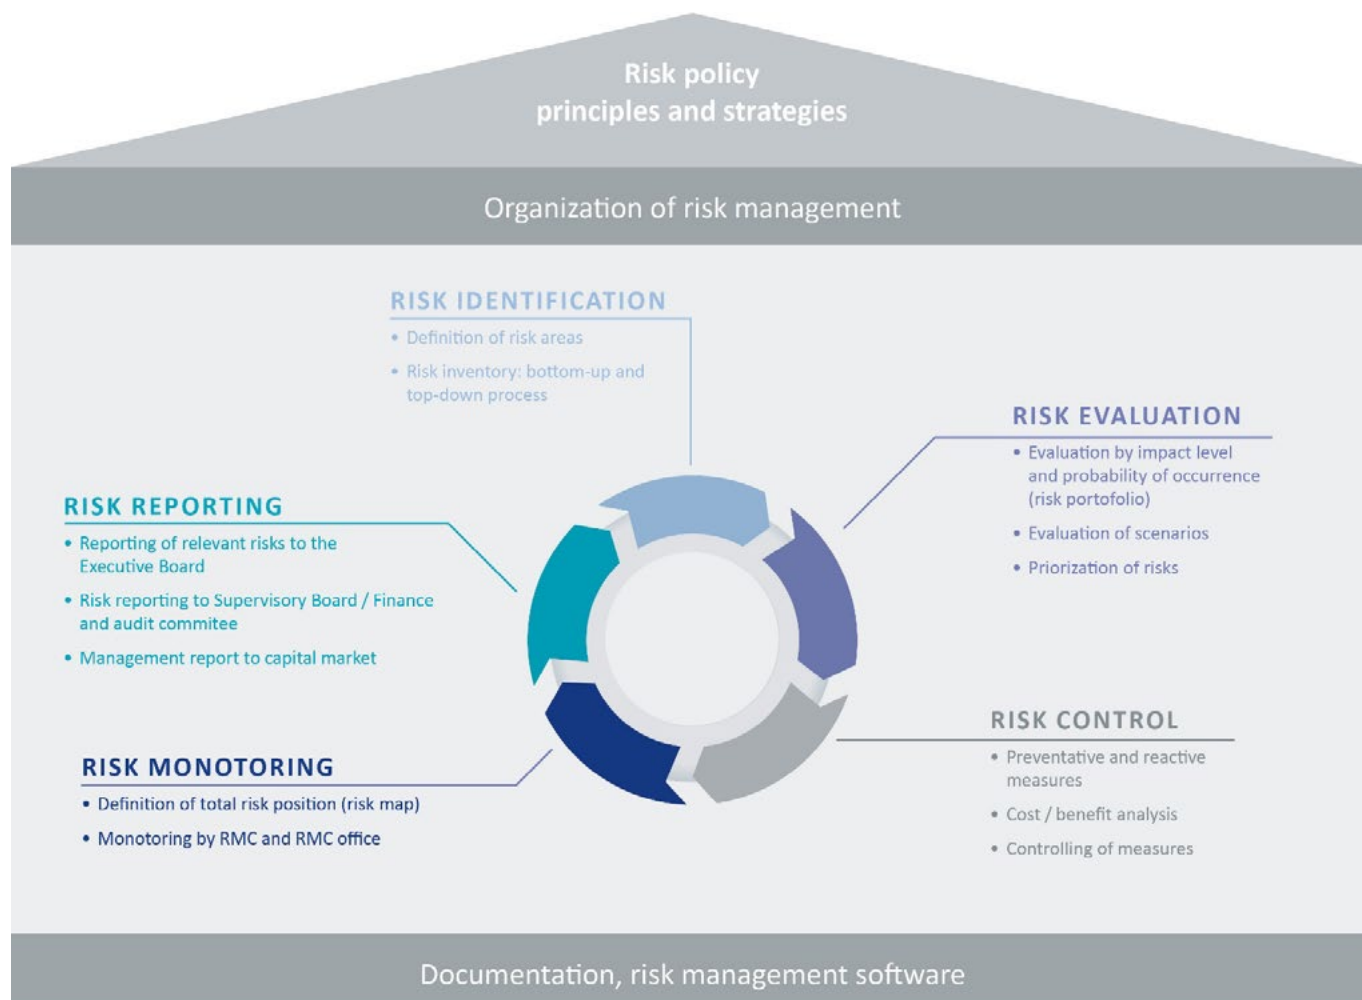 Risk policy
principles and strategies
Organization of risk management
RISK IDENTIFICATION
• Definition of risk areas
• Risk inventory: bottom-up and
top-down process
RISK EVALUATION
• Evaluation by impact level
and probability of occurrence
(risk portofolio)
• Evaluation of scenarios
• Priorization of risks
RISK REPORTING
• Reporting of relevant risks to the
Executive Board
• Risk reporting to Supervisory Board / Finance
and audit commitee
• Management report to capital market
RISK CONTROL
• Preventative and reactive
measures
• Cost / benefit analysis
• Controlling of measures
RISK MONOTORING
• Definition of total risk position (risk map)
• Monotoring by RMC and RMC office
Documentation, risk management software